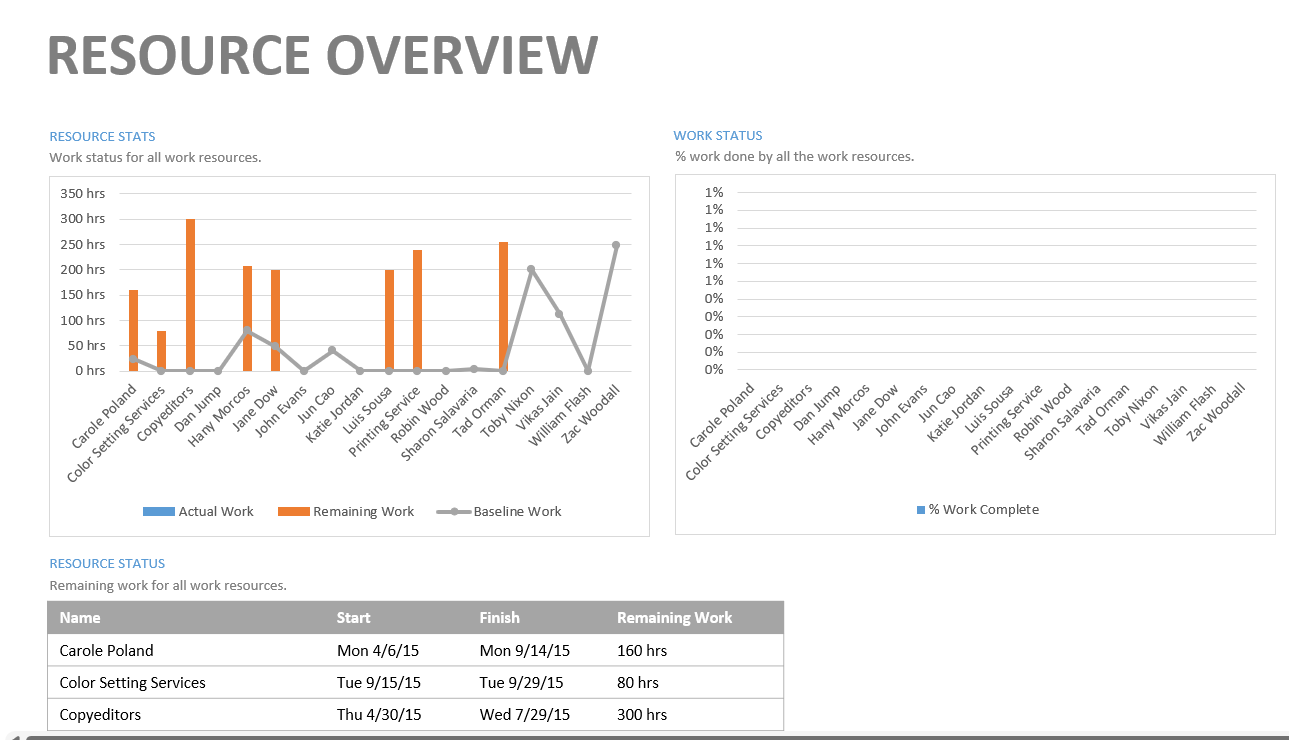 RESOURCE OVERVIEW
RESOURCE STATS
Work status for all work resources.
350 hrs
300 hrs
250 hrs
200 hrs
150 hrs
100 hrs
50 hrs
0 hrs
Carole Poland
Color Setting Services
Copyeditors
Dan Jump
Hany Morcos
Jane Dow
John Evans
Jun Cao
Katie Jordan
Luis Sousa
Printing Service
Robin Wood
Sharon Salavaria
Tad Orman
Toby Nixon
Vikas Jain
William Flash
Zac Woodall
Actual Work Remaining Work Baseline Work
WORK STATUS
% work done by all the work resources.
1%
1%
1%
1%
1%
1%
0%
0%
0%
0%
0%
Carole Poland
Color Setting Services
Copyeditors
Dan Jump
Hany Morcos
Jane Dow
John Evans
Jun Cao
Katie Jordan
Luis Sousa
Printing Service
Robin Wood
Sharon Salavaria
Tad Orman
Toby Nixon
Vikas Jain
William Flash
Zac Woodall
% Work Complete
RESOURCE STATUS
Remaining work for all work resources.
Name Start Finish Remaining Work
Carole Poland Mon 4/6/15 Mon 9/14/15 160 hrs
Color Setting Services Tue 9/15/15 Tue 9/29/15 80 hrs
Copyeditors Thu 4/30/15 Wed 7/29/15 300 hrs